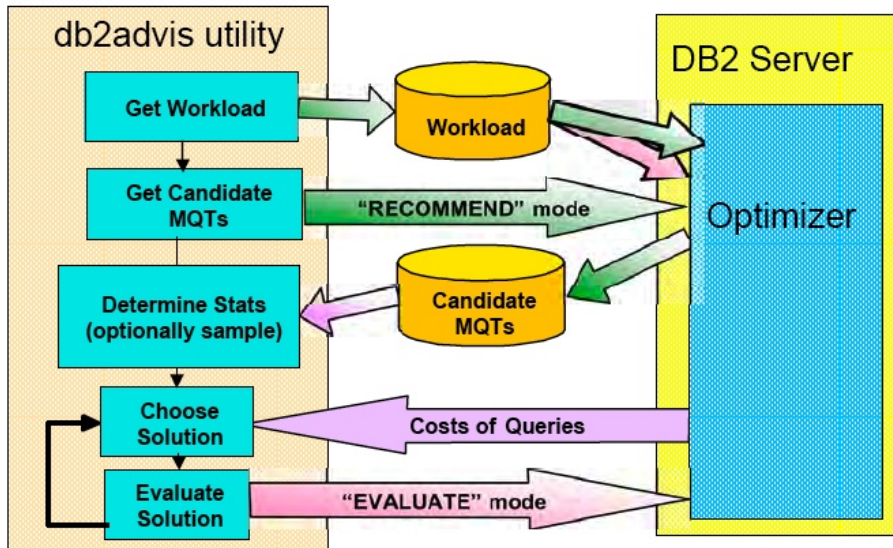 db2advis utility
DB2 Server
Get Workload
Workload
Get Candidate
MQTs
“RECOMMEND” mode
Optimizer
Determine Stats
(optionally sample)
Candidate
MQTs
Choose
Solution
Costs of Queries
Evaluate
Solution
“EVALUATE” mode